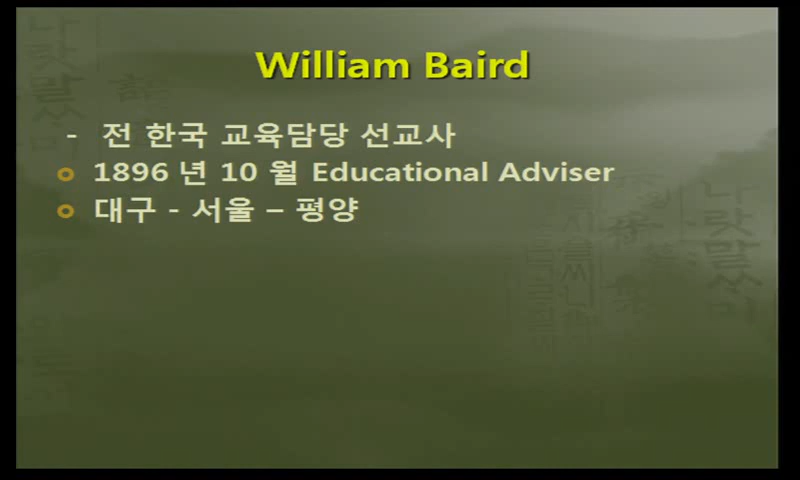 William Baird
- 전 한국 교육담당 선교사
1896 년 10 월 Educational Adviser
대구 - 서울 – 평양